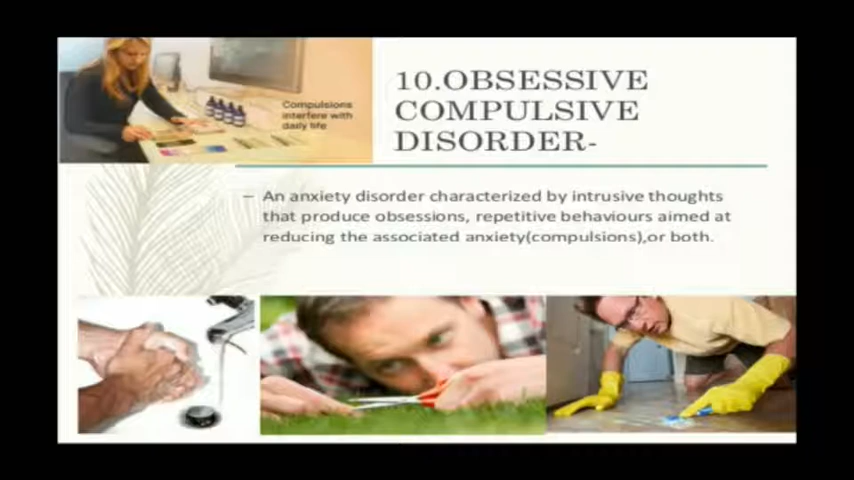 Compulsions
interfere with
daily life
10.OBSESSIVE
COMPULSIVE
DISORDER-
– An anxiety disorder characterized by intrusive thoughts
that produce obsessions, repetitive behaviours aimed at
reducing the associated anxiety(compulsions),or both.